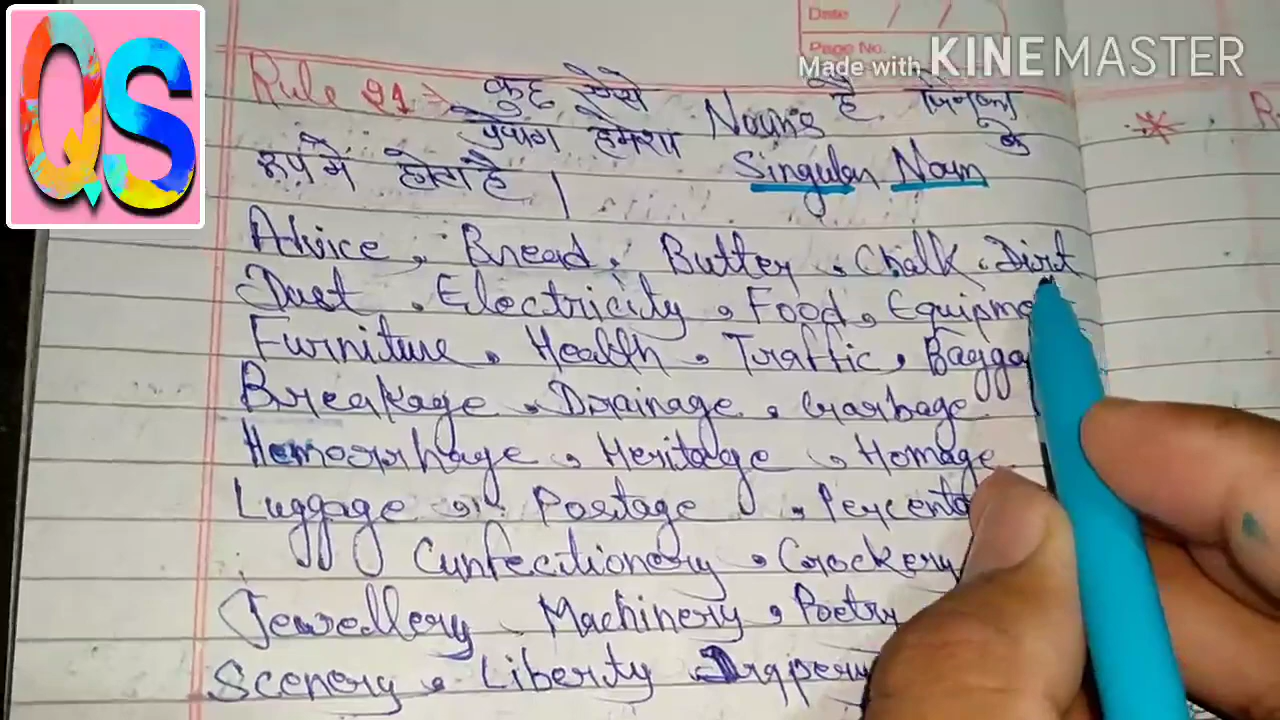 QS
Date / /
Page No.
Made with KINEMASTER
Rule 21 → कुछ ऐसे Nouns है जिनका
प्रयोग हमेशा Singular Noun के
रूप में होता है |
Advice, Bread, Butter, Chalk, Dirt
Dust, Electricity, Food, Equipme
Furniture, Health, Traffic, Bagga
Breakage, Drainage, Garbage
Hemoorrhage, Heritage, Homage
Luggage, Postage, Percenta
Cunfectionery, Crockery
Jewellery, Machinery, Poetry
Scenery, Liberty,